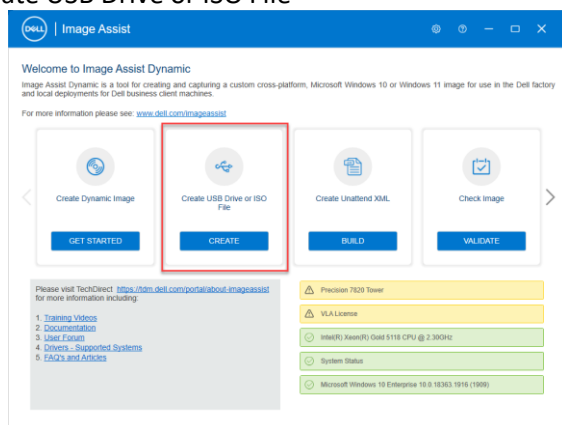 ate USB Drive or ISO File
DELL | Image Assist
Welcome to Image Assist Dynamic
Image Assist Dynamic is a tool for creating and capturing a custom cross-platform, Microsoft Windows 10 or Windows 11 image for use in the Dell factory
and local deployments for Dell business client machines.
For more information please see: www.dell.com/imageassist
Create Dynamic Image
GET STARTED
Create USB Drive or ISO
File
CREATE
Create Unattend XML
BUILD
Check Image
VALIDATE
Please visit TechDirect https://tdm.dell.com/portal/about-imageassist
for more information including:
1. Training Videos
2. Documentation
3. User Forum
4. Drivers - Supported Systems
5. FAQ's and Articles
Precision 7820 Tower
VLA License
Intel(R) Xeon(R) Gold 5118 CPU @ 2.30GHz
System Status
Microsoft Windows 10 Enterprise 10.0.18363.1916 (1909)